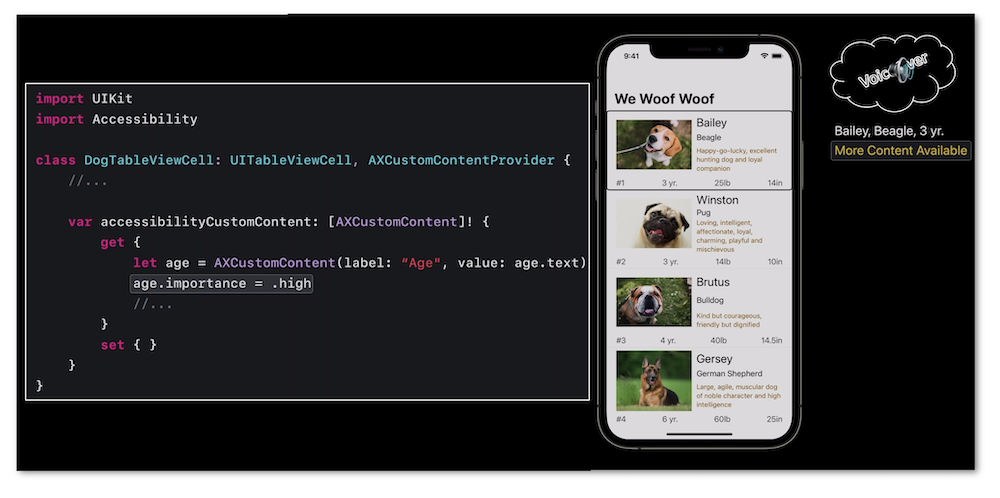 import UIKit
import Accessibility
class DogTableViewCell: UITableViewCell, AXCustomContentProvider {
//...
var accessibilityCustomContent: [AXCustomContent]! {
get {
let age = AXCustomContent(label: “Age", value: age.text)
age.importance = .high
//...
}
set { }
}
}
9:41
We Woof Woof
Bailey
Beagle
Happy-go-lucky, excellent
hunting dog and loyal
companion
#1 3 yr. 25lb 14in
Winston
Pug
Loving, intelligent,
affectionate, loyal,
charming, playful and
mischievous
#2 3 yr. 14lb 10in
Brutus
Bulldog
Kind but courageous,
friendly but dignified
#3 4 yr. 40lb 14.5in
Gersey
German Shepherd
Large, agile, muscular dog
of noble character and high
intelligence
#4 6 yr. 60lb 25in
VoiceOver
Bailey, Beagle, 3 yr.
More Content Available